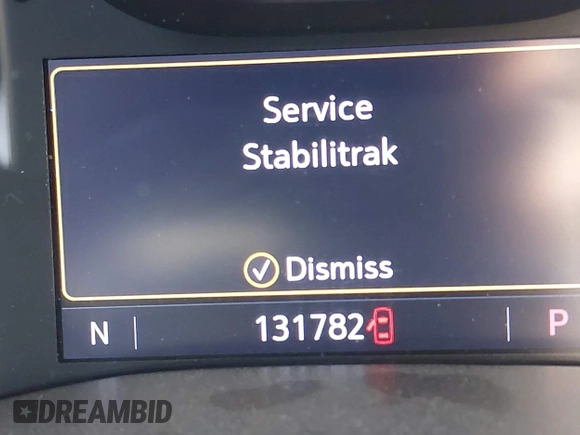 Service
Stabilitrak
Dismiss
N 131782 P
DREAMBID